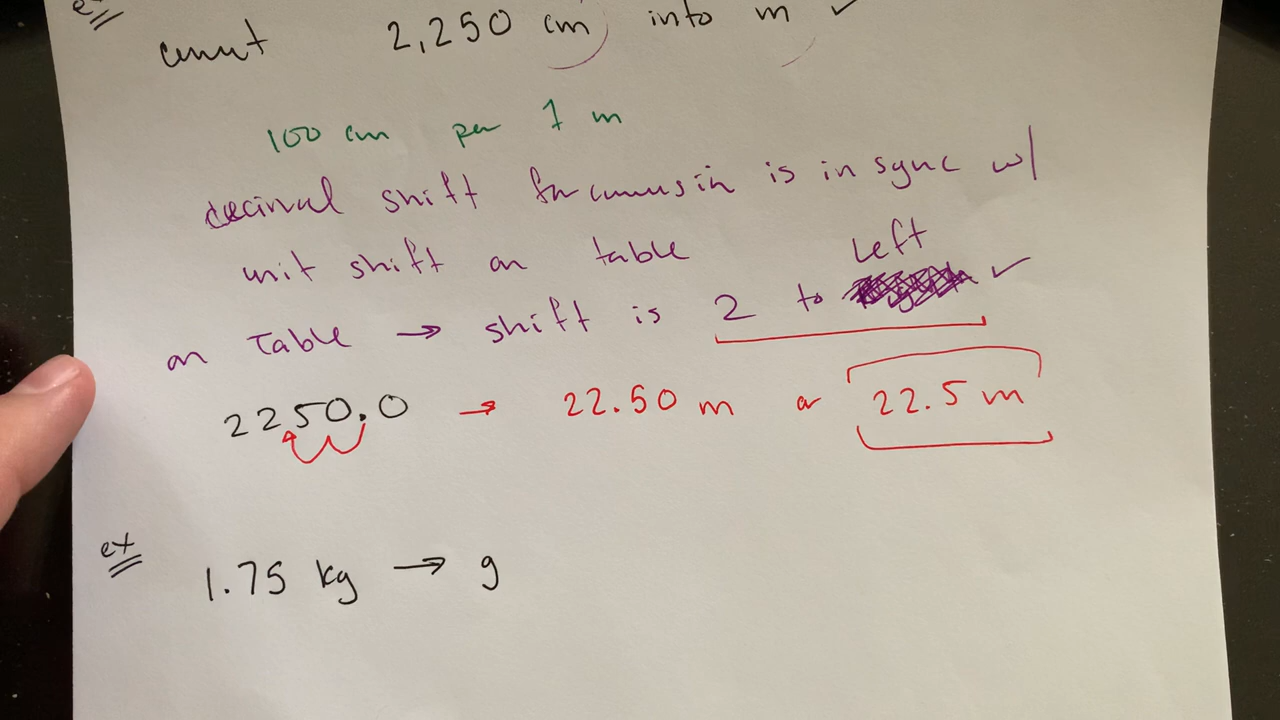 ex
convert 2,250 cm into m ✓
100 cm per 1 m
decimal shift for conversion is in sync w/
unit shift on table
left
on Table → shift is 2 to ✓
2250.0 → 22.50 m or 22.5 m
ex
1.75 kg → g